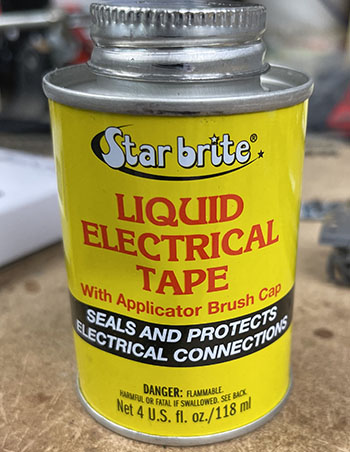 Star brite®
LIQUID
ELECTRICAL
TAPE
With Applicator Brush Cap
SEALS AND PROTECTS
ELECTRICAL CONNECTIONS
DANGER: FLAMMABLE.
HARMFUL OR FATAL IF SWALLOWED. SEE BACK.
Net 4 U.S. fl. oz./118 ml